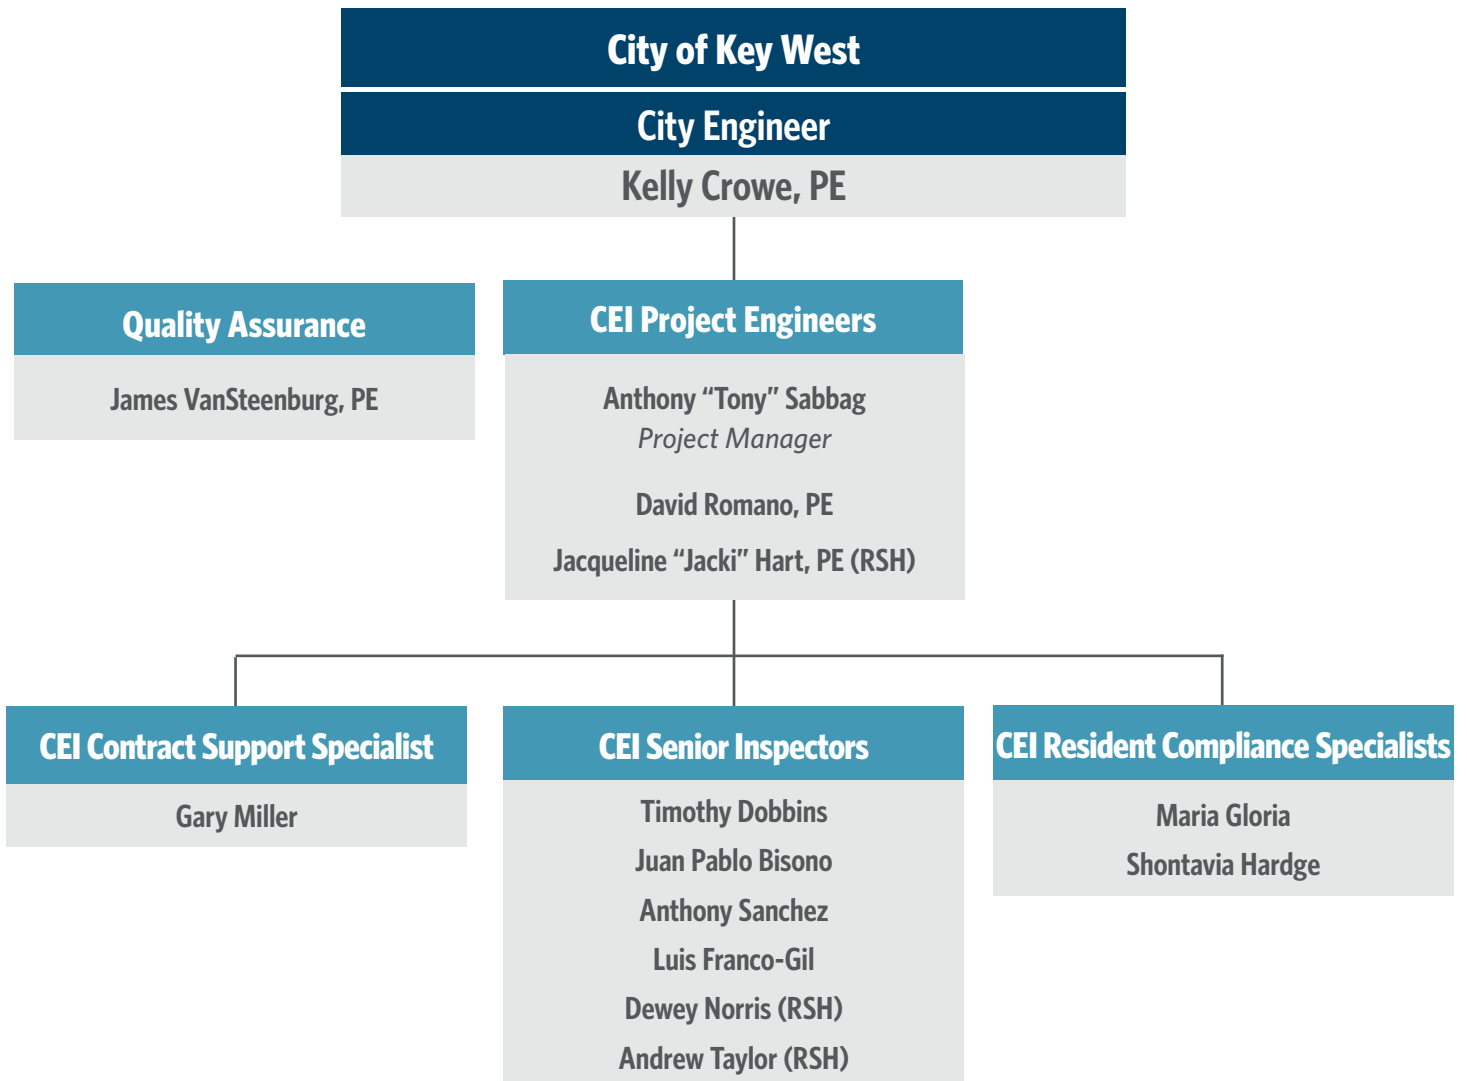 City of Key West
City Engineer
Kelly Crowe, PE
Quality Assurance
James VanSteenburg, PE
CEI Project Engineers
Anthony “Tony” Sabbag
Project Manager
David Romano, PE
Jacqueline “Jacki” Hart, PE (RSH)
CEI Contract Support Specialist
Gary Miller
CEI Senior Inspectors
Timothy Dobbins
Juan Pablo Bisono
Anthony Sanchez
Luis Franco-Gil
Dewey Norris (RSH)
Andrew Taylor (RSH)
CEI Resident Compliance Specialists
Maria Gloria
Shontavia Hardge